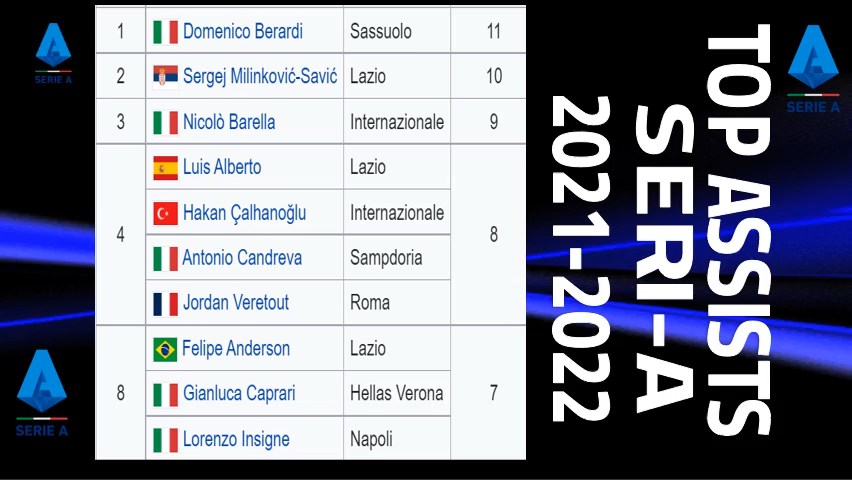 1 Domenico Berardi Sassuolo 11
2 Sergej Milinković-Savić Lazio 10
3 Nicolò Barella Internazionale 9
4 Luis Alberto Lazio 8
Hakan Çalhanoğlu Internazionale
Antonio Candreva Sampdoria
Jordan Veretout Roma
8 Felipe Anderson Lazio 7
Gianluca Caprari Hellas Verona
Lorenzo Insigne Napoli
TOP ASSISTS
SERI-A
2021-2022
SERIE A
SERIE A
SERIE A